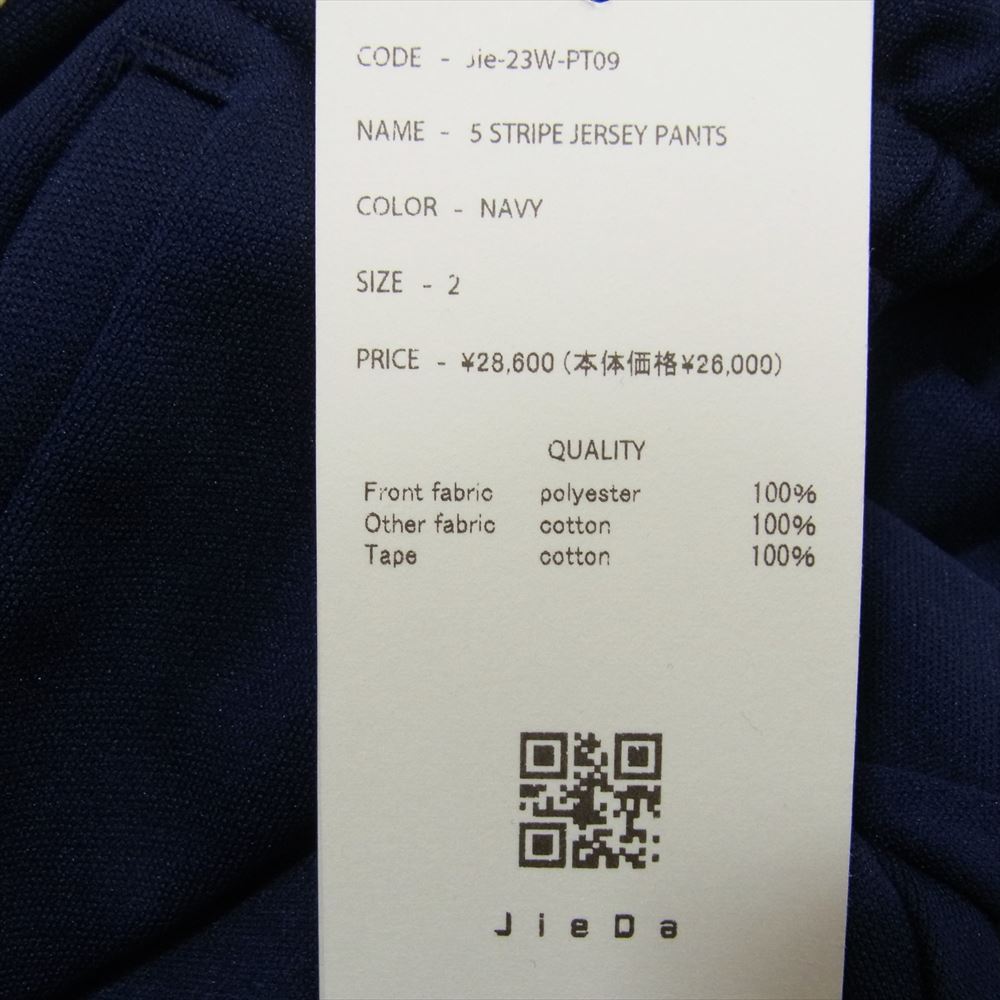 CODE - Jie-23W-PT09
NAME - 5 STRIPE JERSEY PANTS
COLOR - NAVY
SIZE - 2
PRICE - ¥28,600 (本体価格¥26,000)
QUALITY
Front fabric polyester 100%
Other fabric cotton 100%
Tape cotton 100%
JieDa